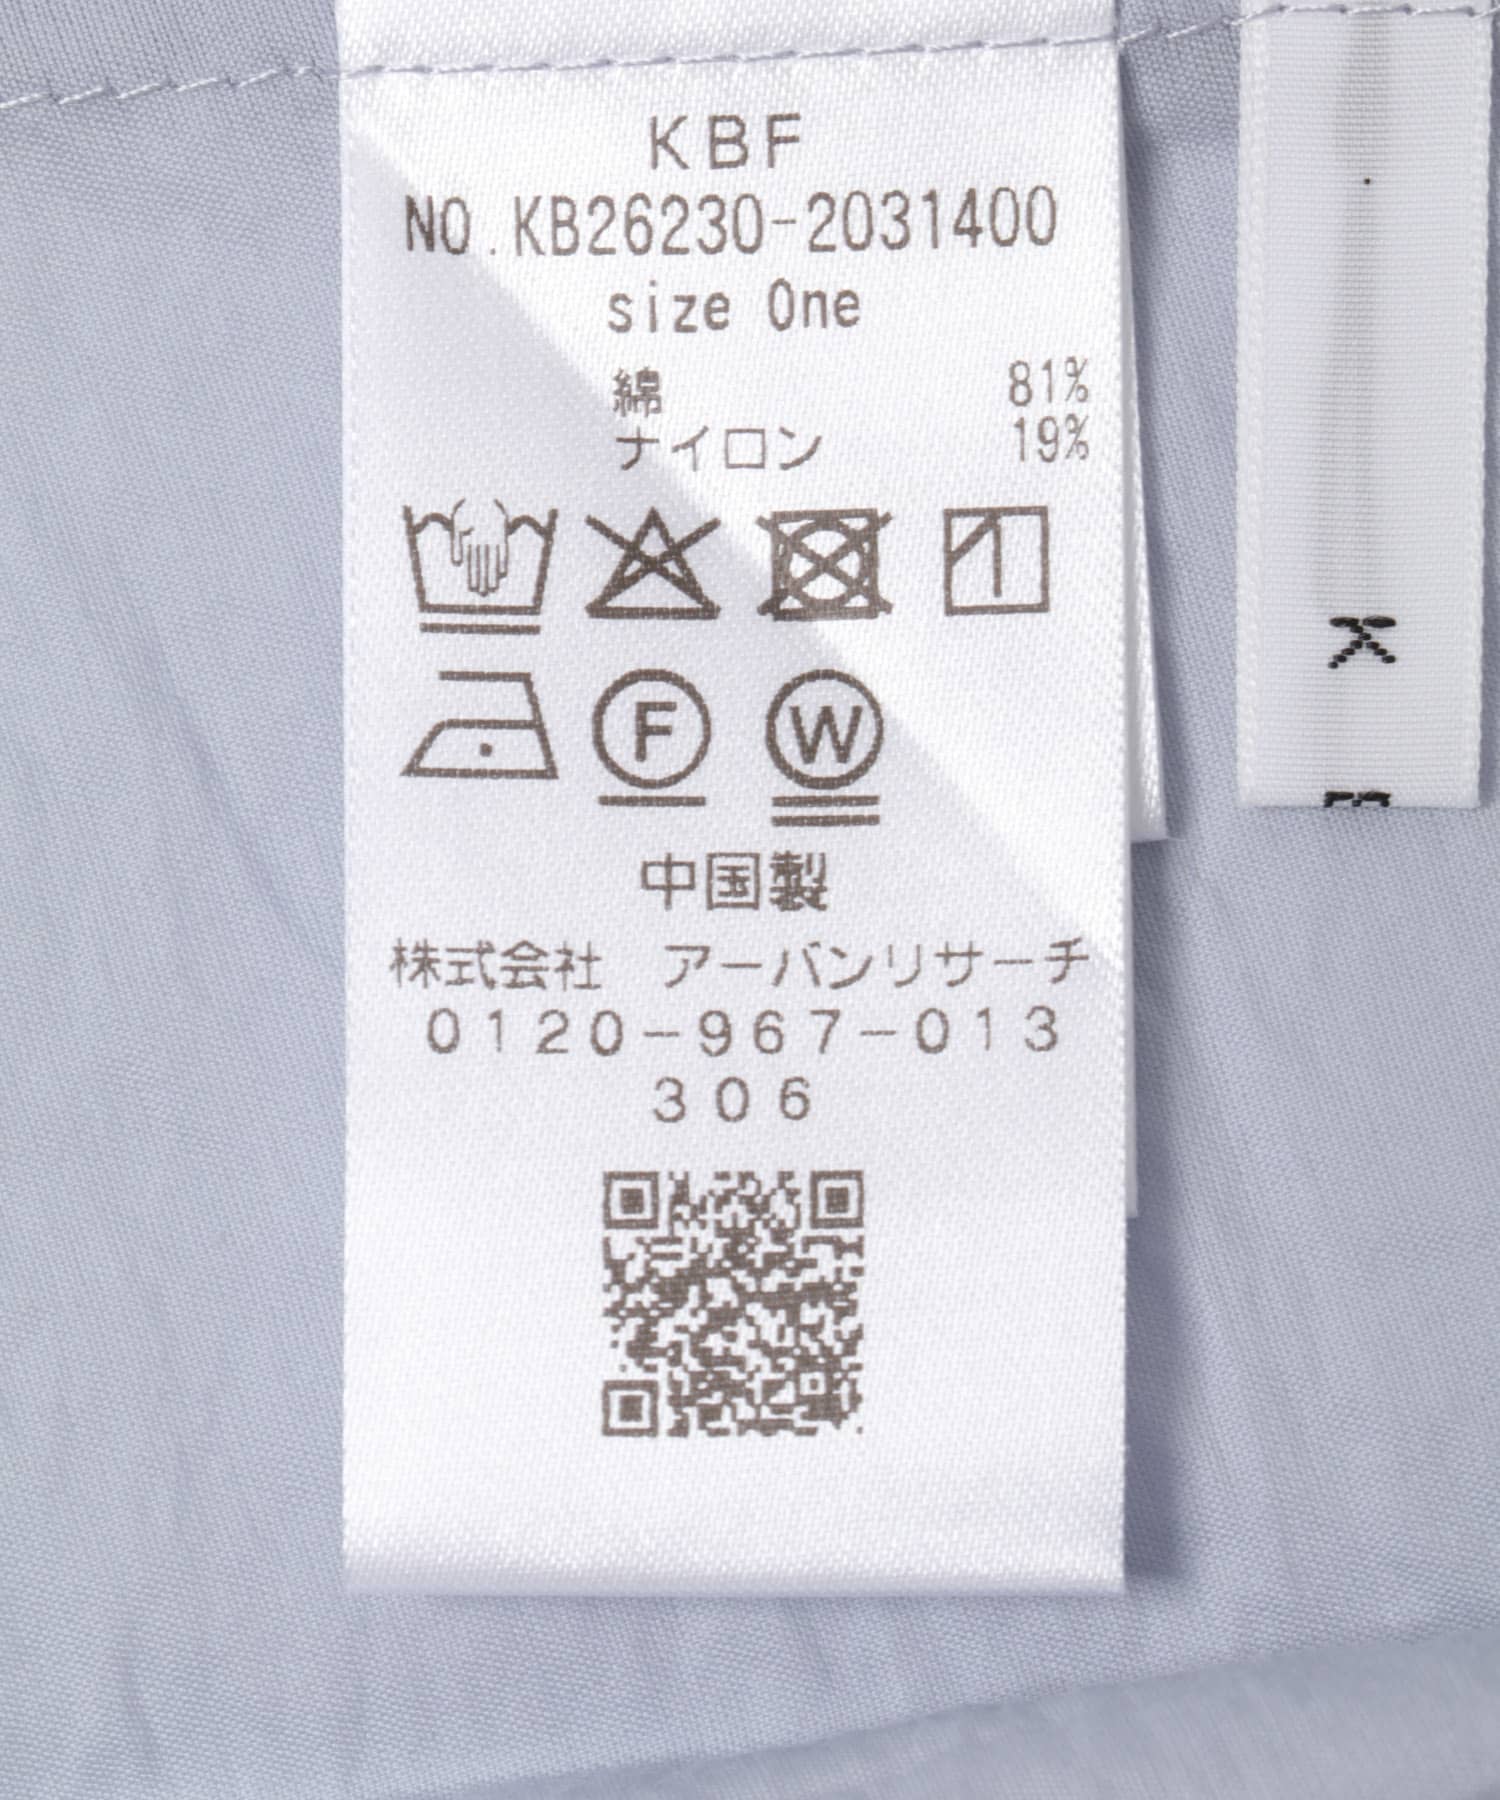 KBF
NO.KB26230-2031400
size One
綿 81%
ナイロン 19%
F W
中国製
株式会社 アーバンリサーチ
0120-967-013
306
K